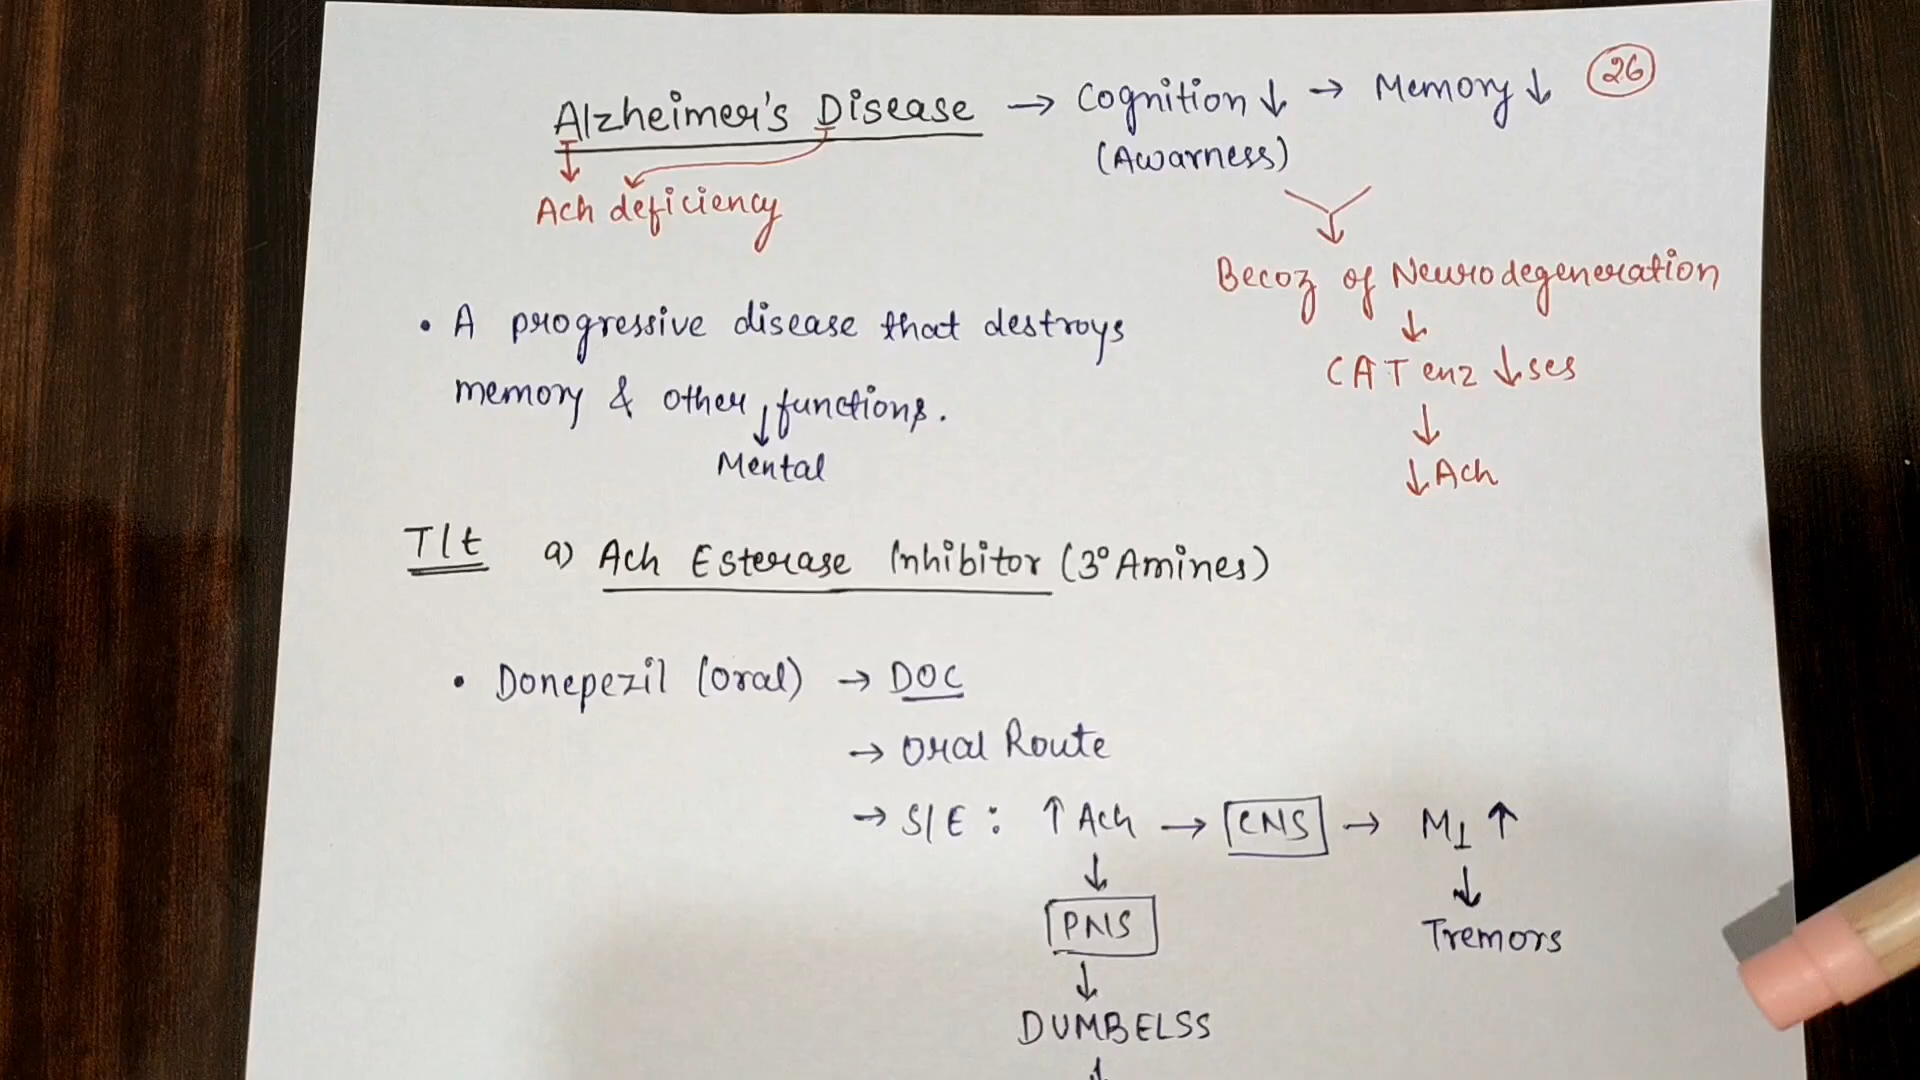 Alzheimer's Disease → Cognition ↓ → Memory ↓ 26
(Awarness)
Ach deficiency
Becoz of Neurodegeneration
↓
CAT enz ↓ses
↓
↓Ach
• A progressive disease that destroys
memory & other functions.
Mental
T/t a) Ach Esterase Inhibitor (3° Amines)
• Donepezil (oral) → DOC
→ Oral Route
→ S/E : ↑ Ach → CNS → M1 ↑
↓ ↓
PNS Tremors
↓
DUMBELSS
↓